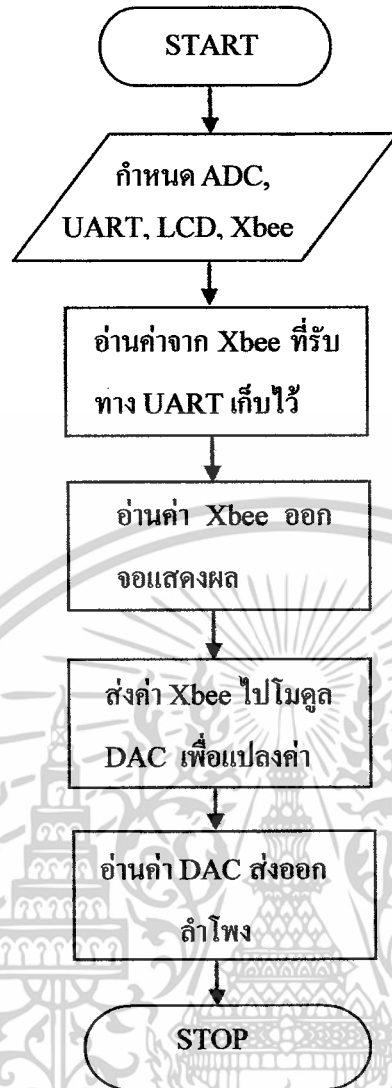 START
กำหนด ADC,
UART, LCD, Xbee
อ่านค่าจาก Xbee ที่รับ
ทาง UART เก็บไว้
อ่านค่า Xbee ออก
จอแสดงผล
ส่งค่า Xbee ไปโมดูล
DAC เพื่อแปลงค่า
อ่านค่า DAC ส่งออก
ลำโพง
STOP